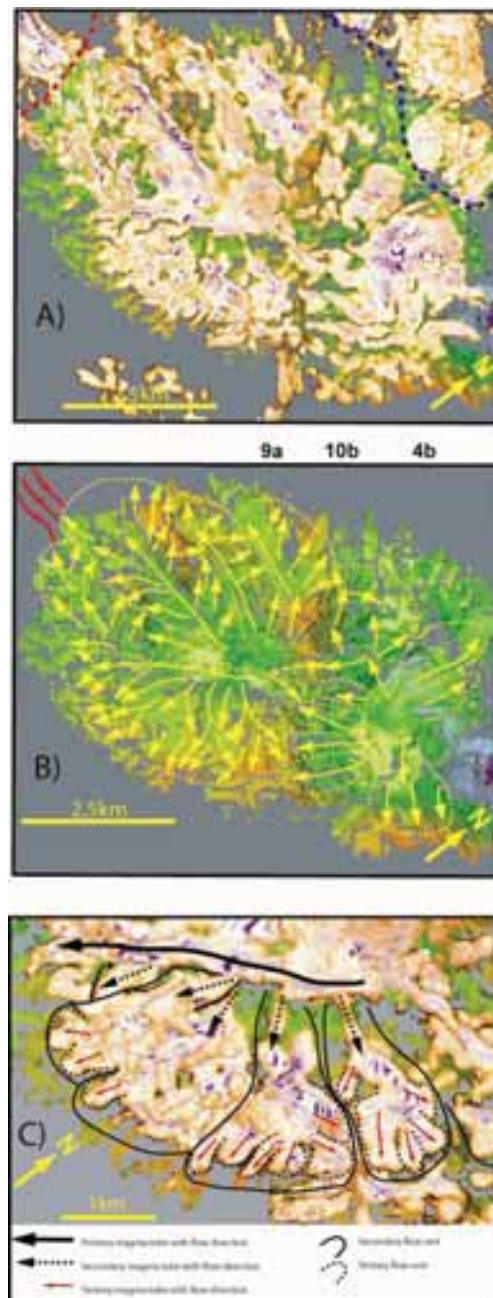 A)
N
9a 10b 4b
B)
2.5km
N
C)
N
1km
Primary magma tube with flow direction
Secondary magma tube with flow direction
Tertiary magma tube with flow direction
Secondary flow unit
Tertiary flow unit